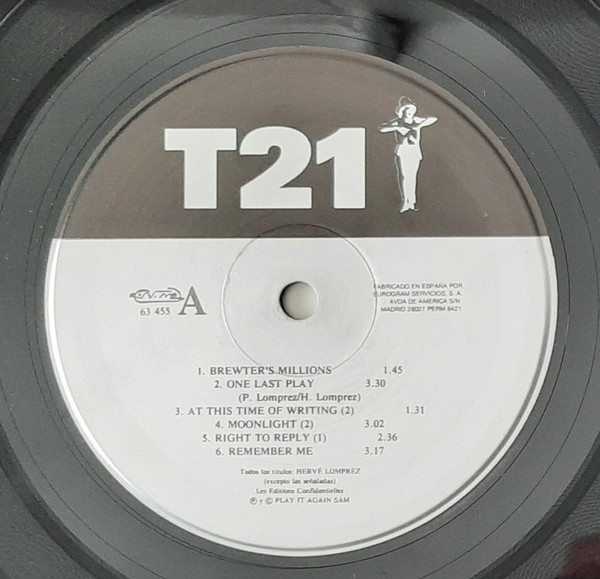 T21
63 455 A
FABRICADO EN ESPAÑA POR
EUROGRAM SERVICIOS, S. A.
AVDA DE AMERICA S/N.
MADRID 28027 PERM 6421
1. BREWTER'S MILLIONS 1.45
2. ONE LAST PLAY 3.30
(P. Lomprez/H. Lomprez)
3. AT THIS TIME OF WRITING (2) 1.31
4. MOONLIGHT (2) 3.02
5. RIGHT TO REPLY (1) 2.36
6. REMEMBER ME 3.17
Todos los títulos: HERVÉ LOMPREZ
(excepto las señaladas)
Les Editions Confidentielles
℗ y © PLAY IT AGAIN SAM